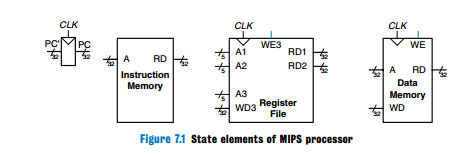 CLK CLK CLK
PC' PC WE3 WE
32 32 A RD 5 A1 RD1 32
32 32 5 A2 RD2 32 32 A RD 32
Instruction
Memory
Data
Memory
5 A3
32 WD3 Register
File
32 WD
Figure 7.1 State elements of MIPS processor